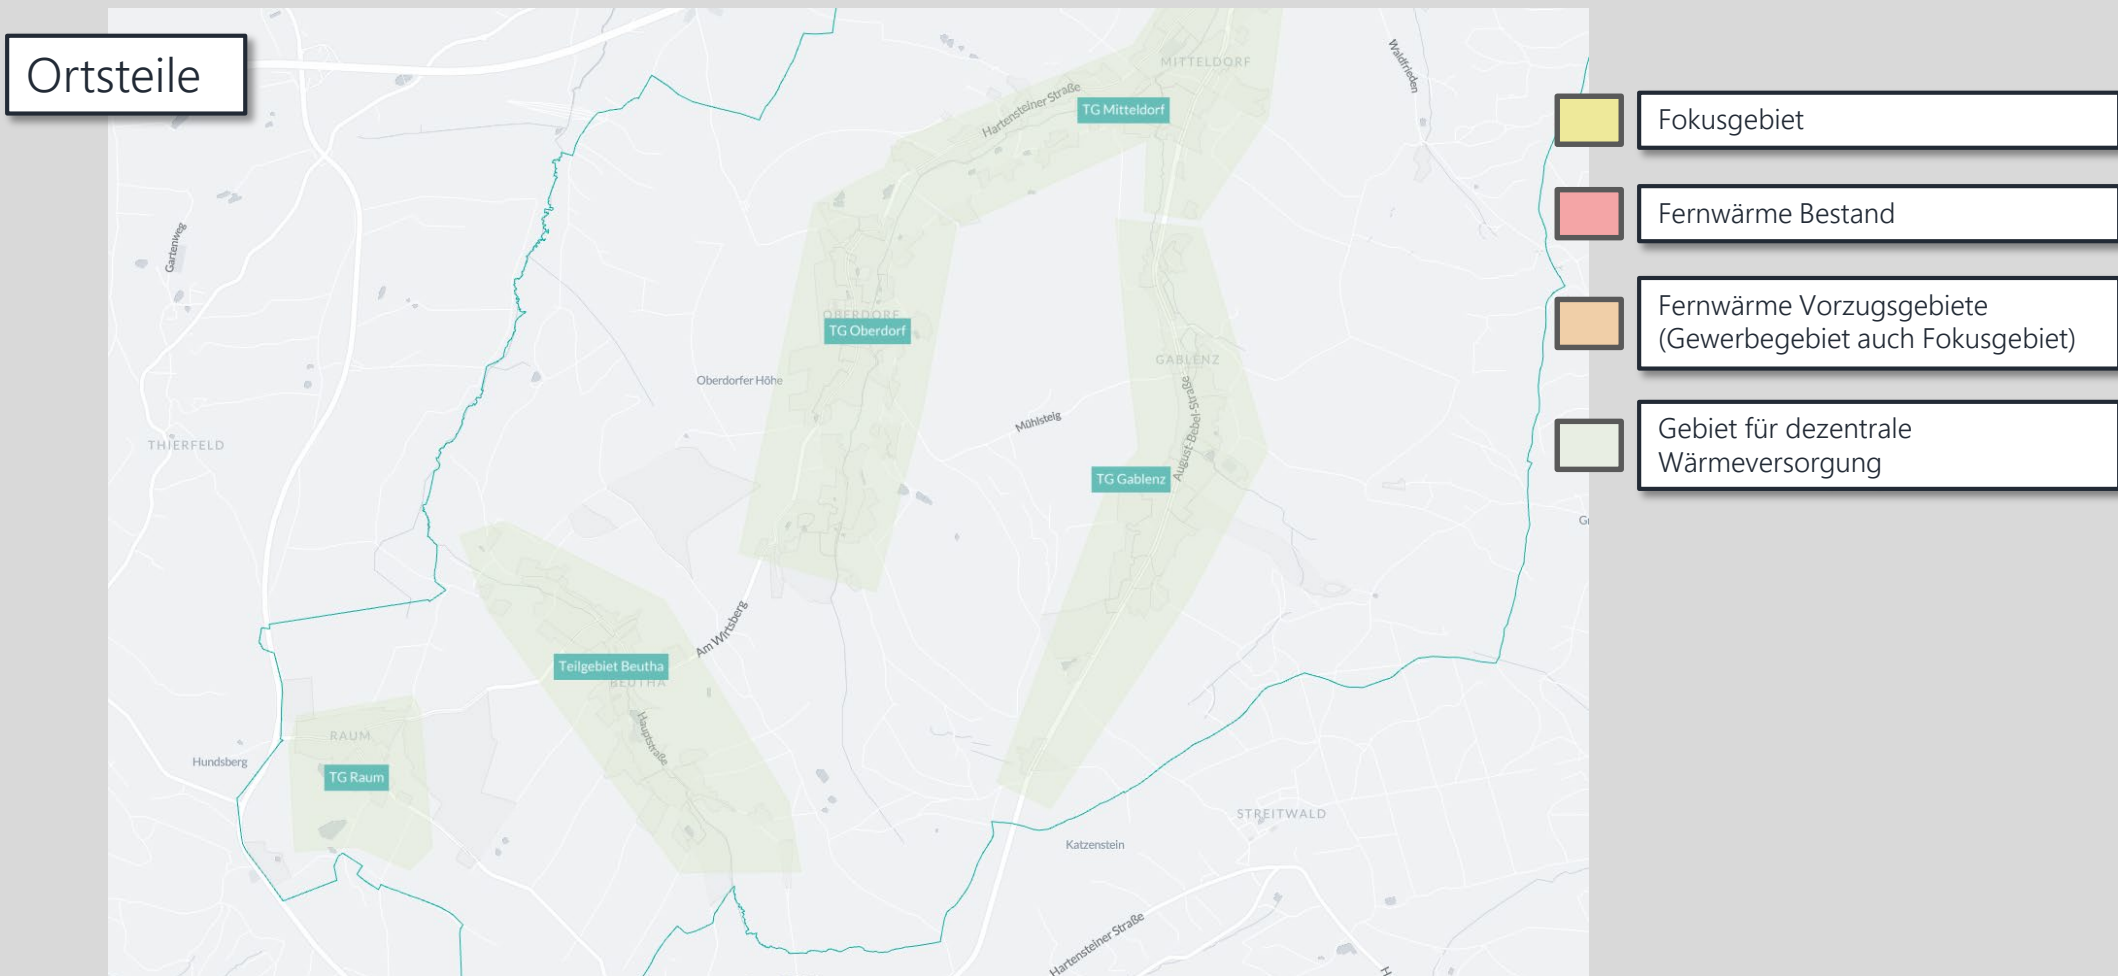 Ortsteile
MITTELDORF
Waldfrieden
Hartensteiner Straße
TG Mitteldorf
Fokusgebiet
Fernwärme Bestand
Gartenweg
Fernwärme Vorzugsgebiete
(Gewerbegebiet auch Fokusgebiet)
OBERDORF
TG Oberdorf
GABLENZ
Oberdorfer Höhe
August-Bebel-Straße
Mühlsteig
THIERFELD
Gebiet für dezentrale
Wärmeversorgung
TG Gablenz
Am Wirtsberg
Teilgebiet Beutha
BEUTHA
Hauptstraße
RAUM
Hundsberg
TG Raum
STREITWALD
Katzenstein
Hartensteiner Straße